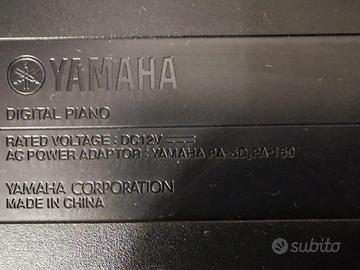 YAMAHA
DIGITAL PIANO
RATED VOLTAGE : DC12V
AC POWER ADAPTOR : YAMAHA PA-5D, PA-150
YAMAHA CORPORATION
MADE IN CHINA
subito